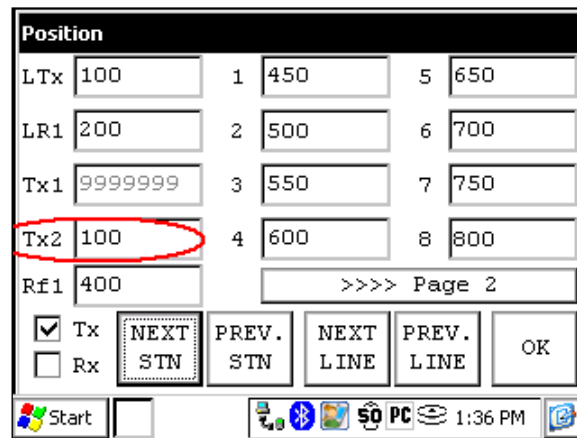 Position
LTx 100 1 450 5 650
LR1 200 2 500 6 700
Tx1 9999999 3 550 7 750
Tx2 100 4 600 8 800
Rf1 400 >>>> Page 2
Tx NEXT STN PREV. STN NEXT LINE PREV. LINE OK
Rx
Start 50 PC 1:36 PM